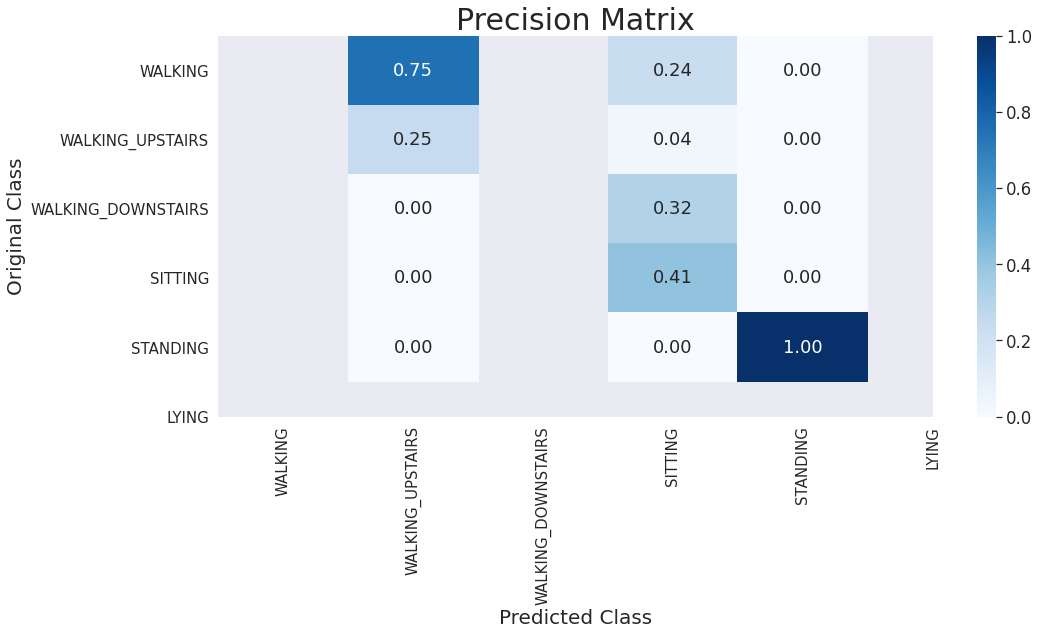 Precision Matrix
Original Class
WALKING 0.75 0.24 0.00
WALKING_UPSTAIRS 0.25 0.04 0.00
WALKING_DOWNSTAIRS 0.00 0.32 0.00
SITTING 0.00 0.41 0.00
STANDING 0.00 0.00 1.00
LYING
WALKING
WALKING_UPSTAIRS
WALKING_DOWNSTAIRS
SITTING
STANDING
LYING
Predicted Class
1.0
0.8
0.6
0.4
0.2
0.0